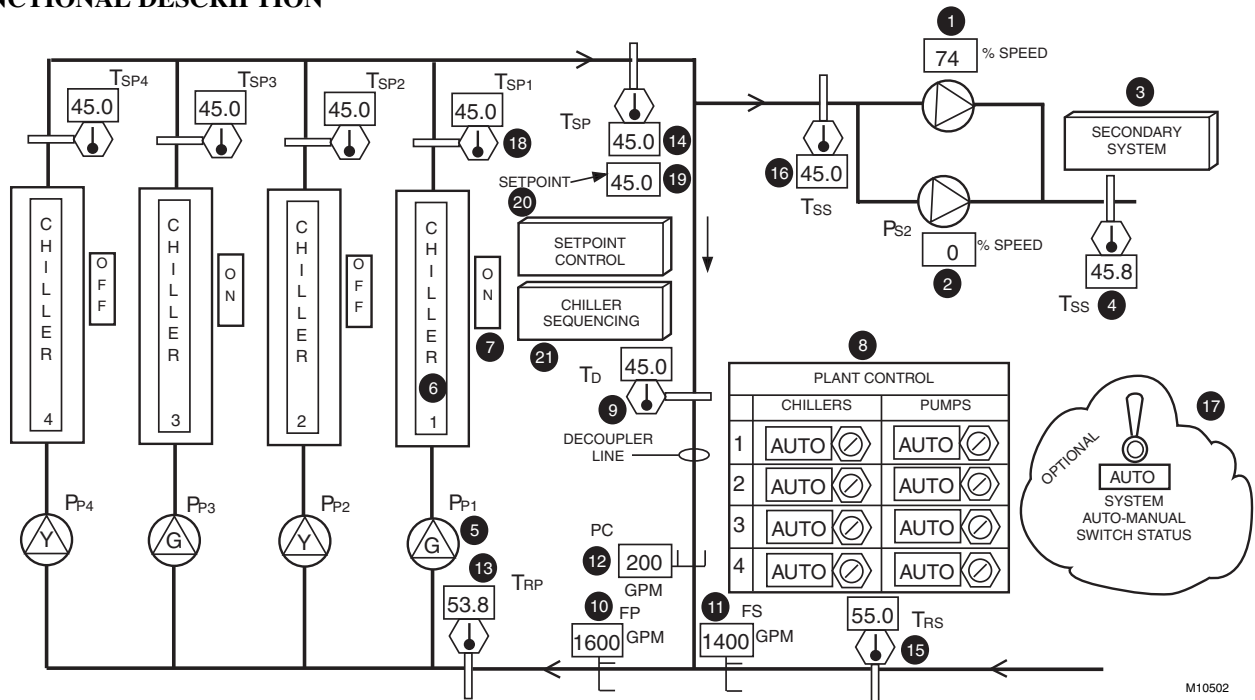 NCTIONAL DESCRIPTION
1
74 % SPEED
TSP4
TSP3
TSP2
TSP1
45.0
45.0
45.0
45.0
18
TSP
45.0 14
SETPOINT 45.0 19
20
SETPOINT
CONTROL
CHILLER
SEQUENCING
21
16 45.0
TSS
PS2
0 % SPEED
2
3
SECONDARY
SYSTEM
45.8
TSS 4
CHILLER 4
OFF
CHILLER 3
ON
CHILLER 2
OFF
CHILLER 6 1
ON
7
TD 45.0
9
DECOUPLER
LINE
8
PLANT CONTROL
CHILLERS PUMPS
1 AUTO AUTO
2 AUTO AUTO
3 AUTO AUTO
4 AUTO AUTO
17
OPTIONAL
AUTO
SYSTEM
AUTO-MANUAL
SWITCH STATUS
PP4
Y
PP3
G
PP2
Y
PP1
G 5
13 TRP
53.8
PC
12 200
GPM
10 FP
1600 GPM
11 FS
1400 GPM
55.0 TRS
15
M10502